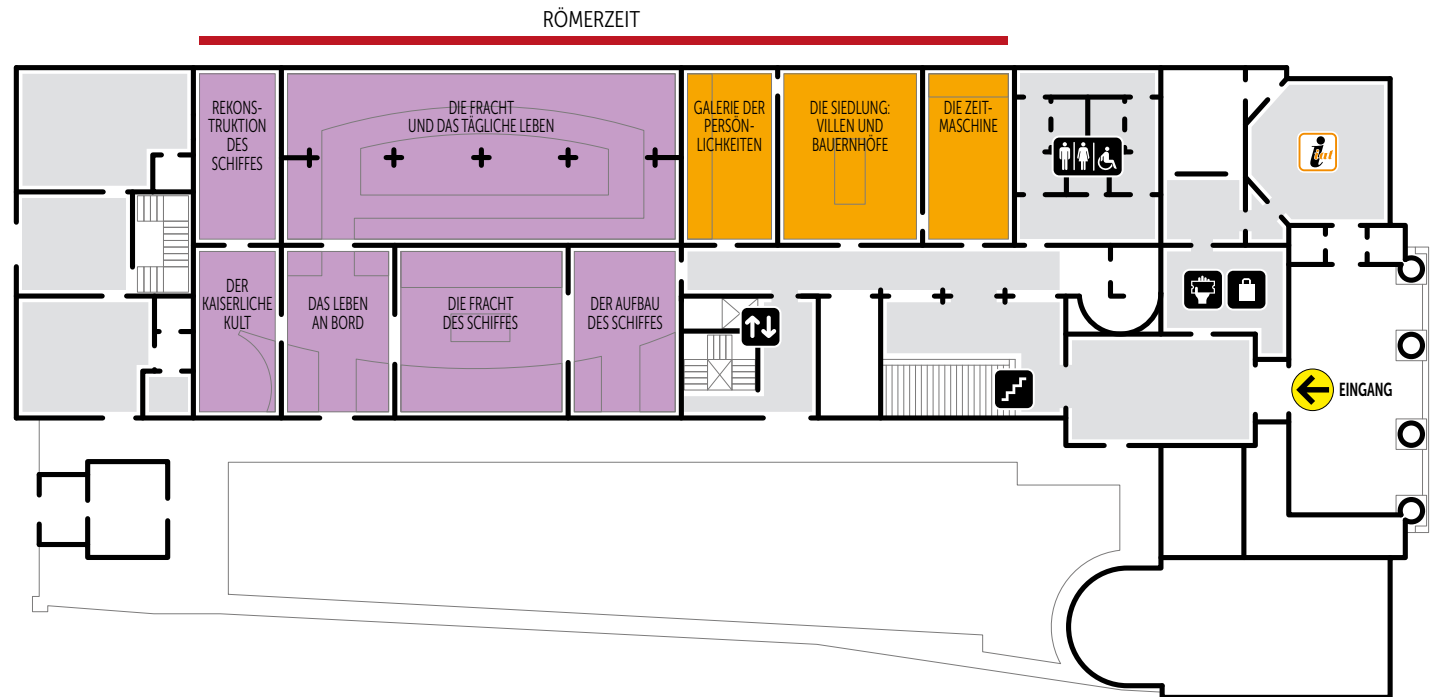 RÖMERZEIT
REKONS-
TRUKTION
DES
SCHIFFES
DIE FRACHT
UND DAS TÄGLICHE LEBEN
GALERIE DER
PERSÖN-
LICHKEITEN
DIE SIEDLUNG:
VILLEN UND
BAUERNHÖFE
DIE ZEIT-
MASCHINE
iat
DER
KAISERLICHE
KULT
DAS LEBEN
AN BORD
DIE FRACHT
DES SCHIFFES
DER AUFBAU
DES SCHIFFES
EINGANG